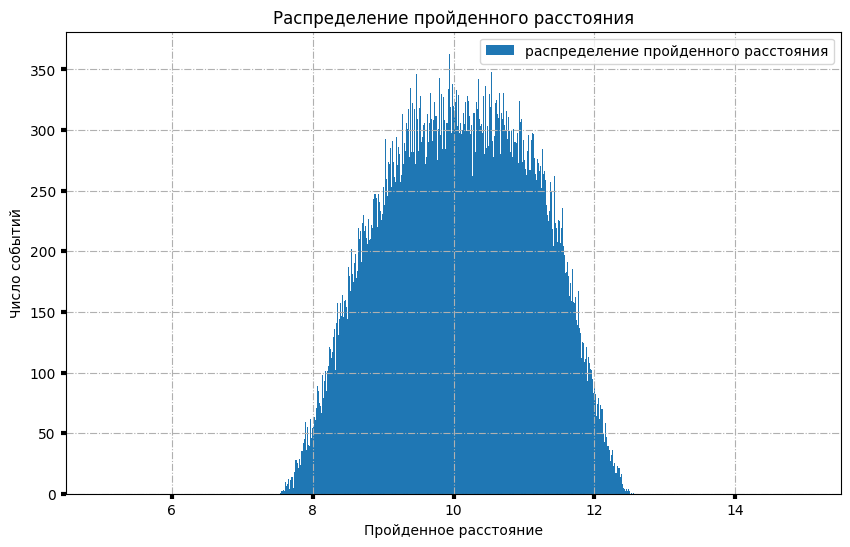 Распределение пройденного расстояния
распределение пройденного расстояния
Число событий
350
300
250
200
150
100
50
0
6 8 10 12 14
Пройденное расстояние